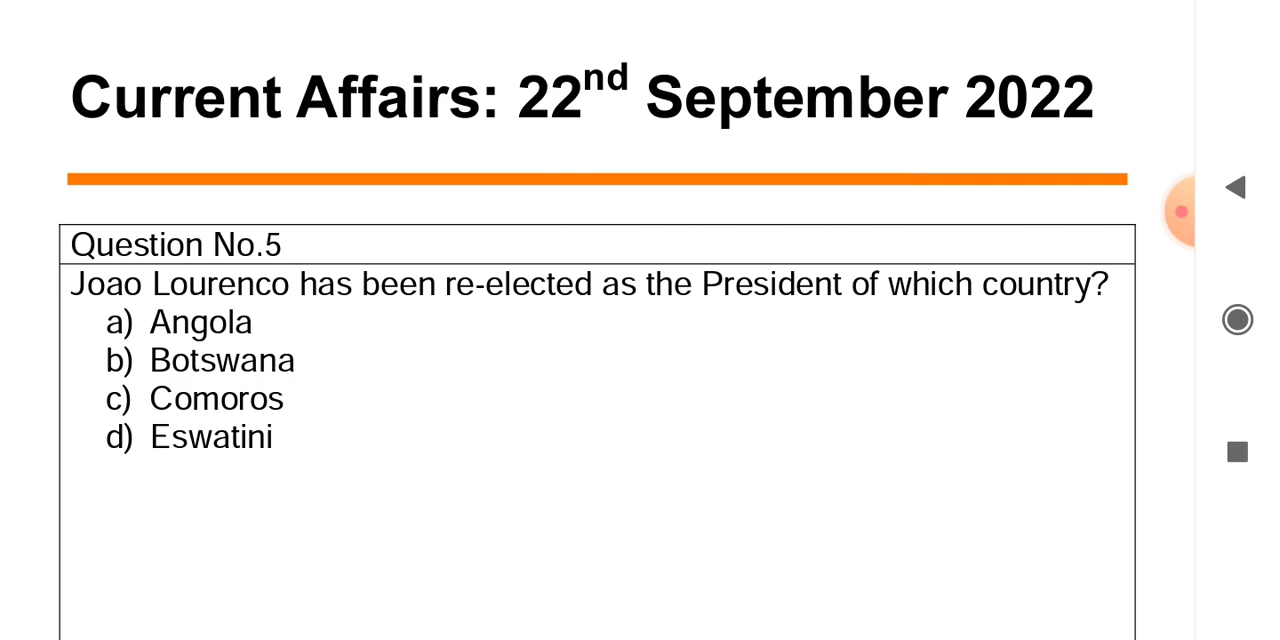 Current Affairs: 22nd September 2022
Question No.5
Joao Lourenco has been re-elected as the President of which country?
a) Angola
b) Botswana
c) Comoros
d) Eswatini